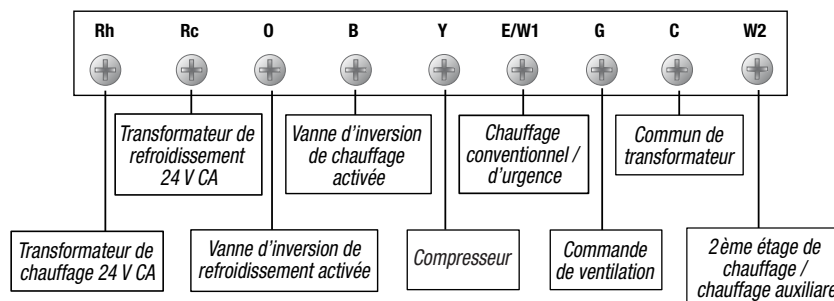 Rh Rc O B Y E/W1 G C W2
Transformateur de
refroidissement
24 V CA
Vanne d'inversion
de chauffage
activée
Chauffage
conventionnel /
d'urgence
Commun de
transformateur
Transformateur de
chauffage 24 V CA
Vanne d'inversion de
refroidissement activée
Compresseur
Commande
de ventilation
2ème étage de
chauffage /
chauffage auxiliare